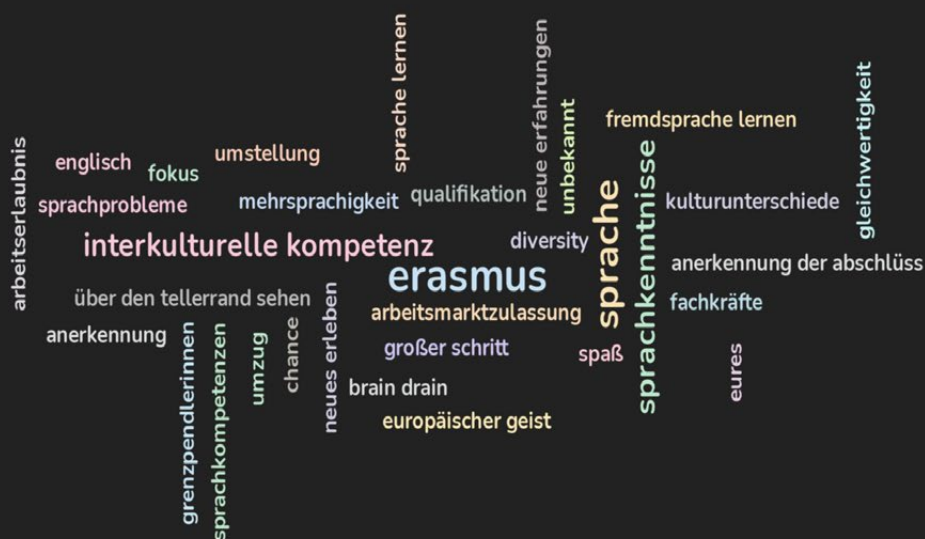 sprache lernen
neue erfahrungen
arbeitserlaubnis
englisch
fokus
umstellung
unbekannt
fremdsprache lernen
gleichwertigkeit
sprachprobleme
mehrsprachigkeit
qualifikation
sprache
sprachkenntnisse
kulturunterschiede
interkulturelle kompetenz
diversity
erasmus
anerkennung der abschlüss
über den tellerrand sehen
arbeitsmarktzulassung
fachkräfte
anerkennung
grenzpendlerinnen
sprachkompetenzen
umzug
chance
neues erleben
großer schritt
spaß
eures
brain drain
europäischer geist